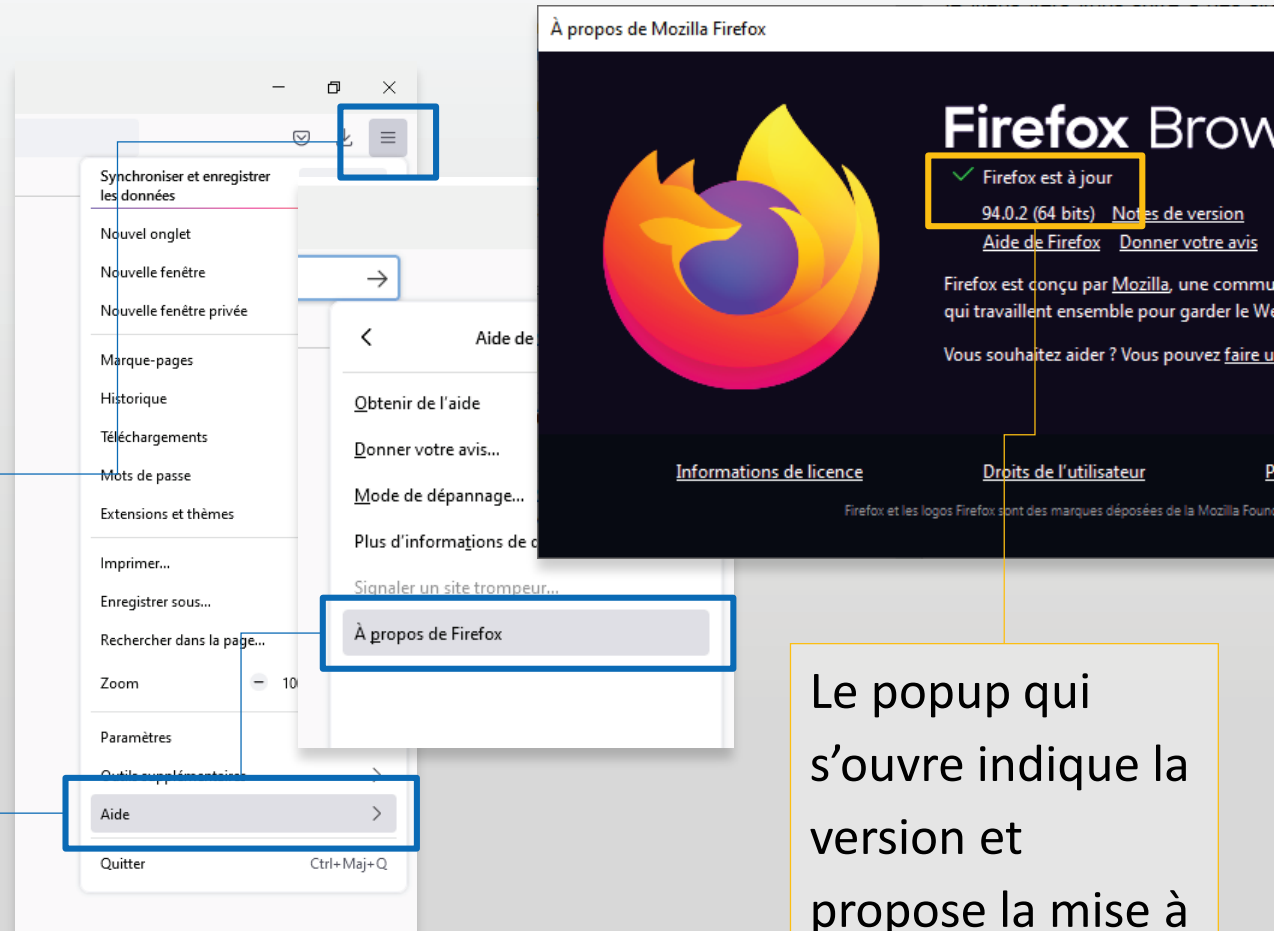 À propos de Mozilla Firefox
Firefox
Firefox est à jour
94.0.2 (64 bits) Notes de version
Aide de Firefox Donner votre avis
Firefox est conçu par Mozilla, une
qui travaillent ensemble pour garder le
Vous souhaitez aider ? Vous pouvez faire
Informations de licence Droits de l'utilisateur
Firefox et les logos Firefox sont des marques déposées de la Mozilla
Synchroniser et enregistrer
les données
Nouvel onglet
Nouvelle fenêtre
Nouvelle fenêtre privée
Marque-pages
Historique
Téléchargements
Mots de passe
Extensions et thèmes
Imprimer...
Enregistrer sous...
Rechercher dans la page...
Zoom − 10
Paramètres
Outils supplémentaires
Aide
Quitter Ctrl+Maj+Q
Aide de
Obtenir de l'aide
Donner votre avis...
Mode de dépannage...
Plus d'informations de
Signaler un site trompeur...
À propos de Firefox
Le popup qui
s’ouvre indique la
version et
propose la mise à